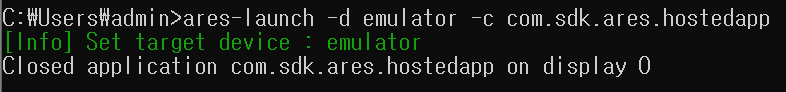 C:₩Users₩admin>ares-launch -d emulator -c com.sdk.ares.hostedapp
[Info] Set target device : emulator
Closed application com.sdk.ares.hostedapp on display 0